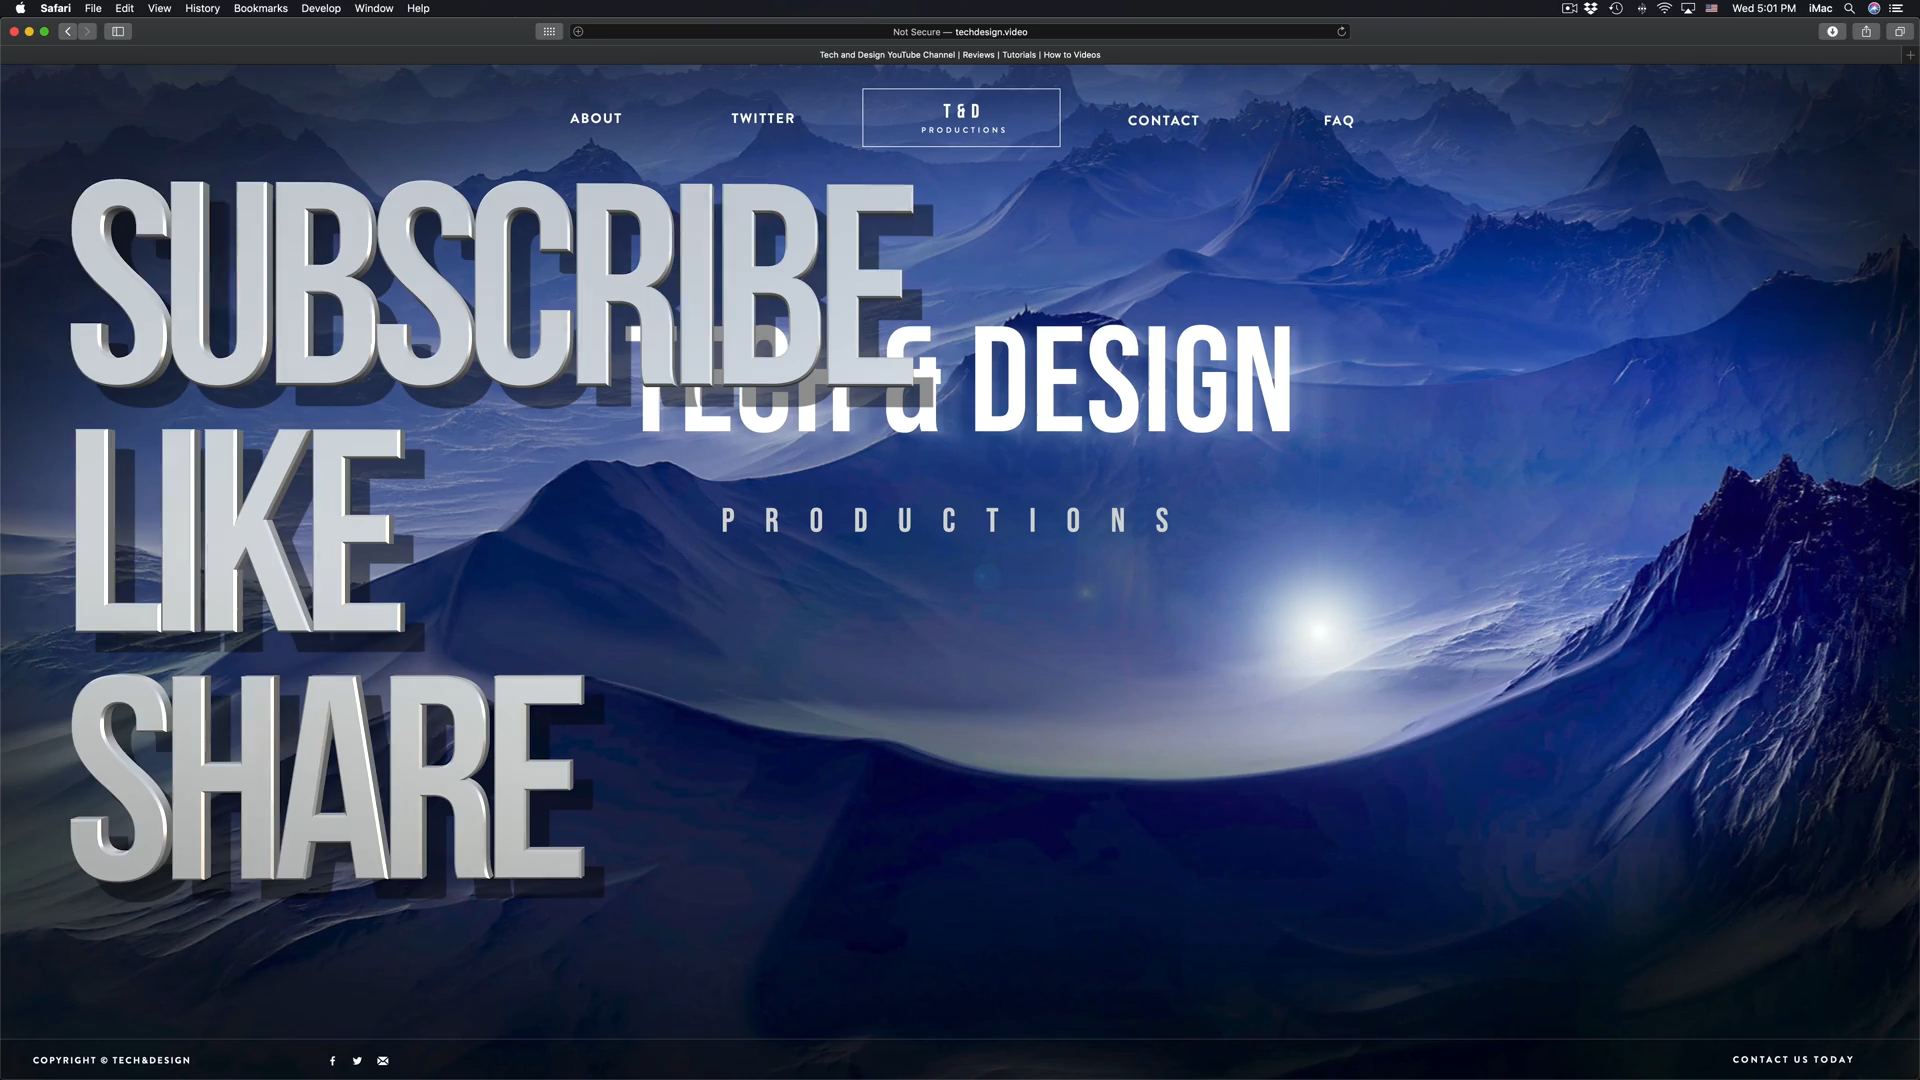 Safari File Edit View History Bookmarks Develop Window Help
Wed 5:01 PM iMac
Not Secure — techdesign.video
Tech and Design YouTube Channel | Reviews | Tutorials | How to Videos
ABOUT TWITTER T&D CONTACT FAQ
PRODUCTIONS
SUBSCRIBE
TECH & DESIGN
LIKE
PRODUCTIONS
SHARE
COPYRIGHT © TECH&DESIGN
CONTACT US TODAY